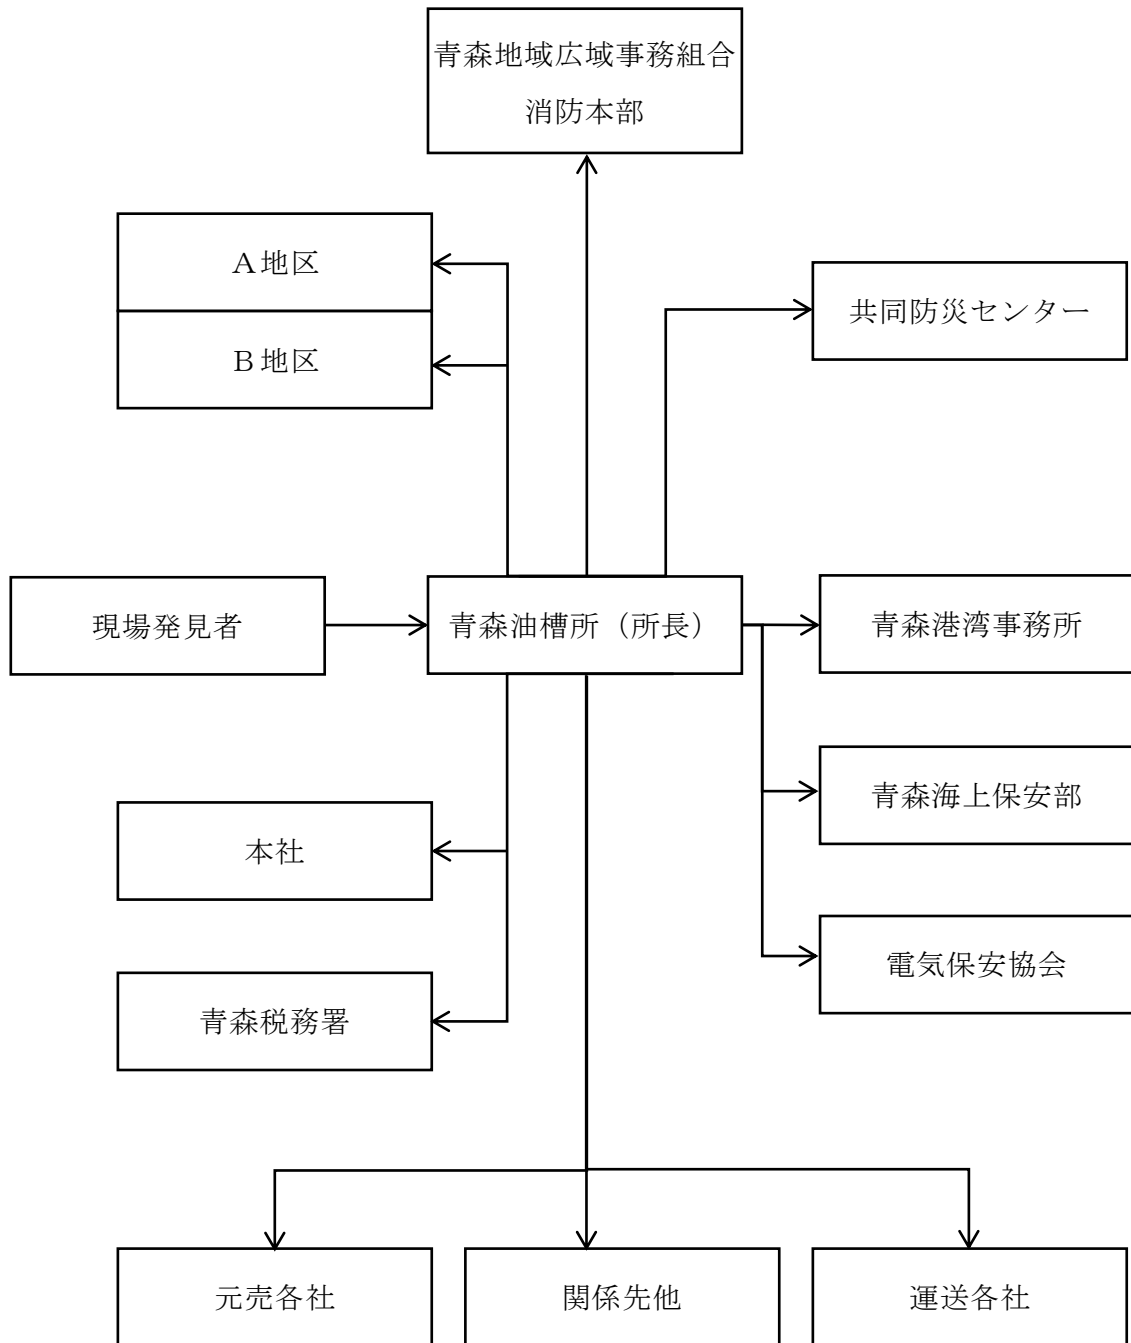 青森地域広域事務組合
消防本部
Ａ地区
Ｂ地区
共同防災センター
現場発見者
青森油槽所（所長）
青森港湾事務所
青森海上保安部
本社
電気保安協会
青森税務署
元売各社
関係先他
運送各社